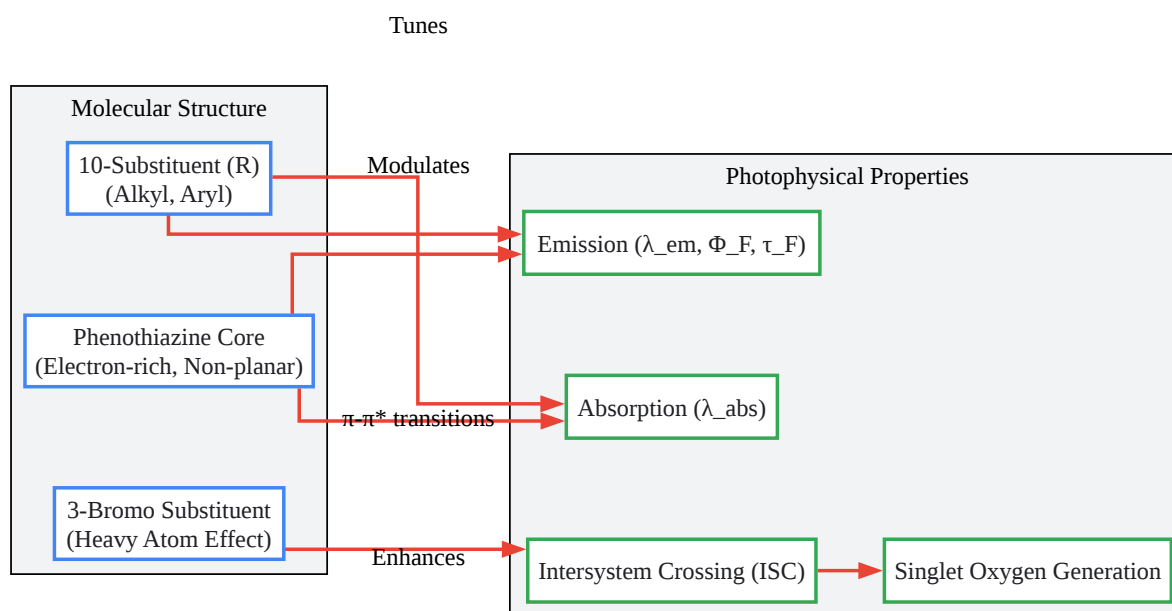 Tunes
Molecular Structure
10-Substituent (R)
(Alkyl, Aryl)
Modulates
Photophysical Properties
Emission (λ_em, Φ_F, τ_F)
Phenothiazine Core
(Electron-rich, Non-planar)
Absorption (λ_abs)
π-π* transitions
3-Bromo Substituent
(Heavy Atom Effect)
Enhances
Intersystem Crossing (ISC)
Singlet Oxygen Generation